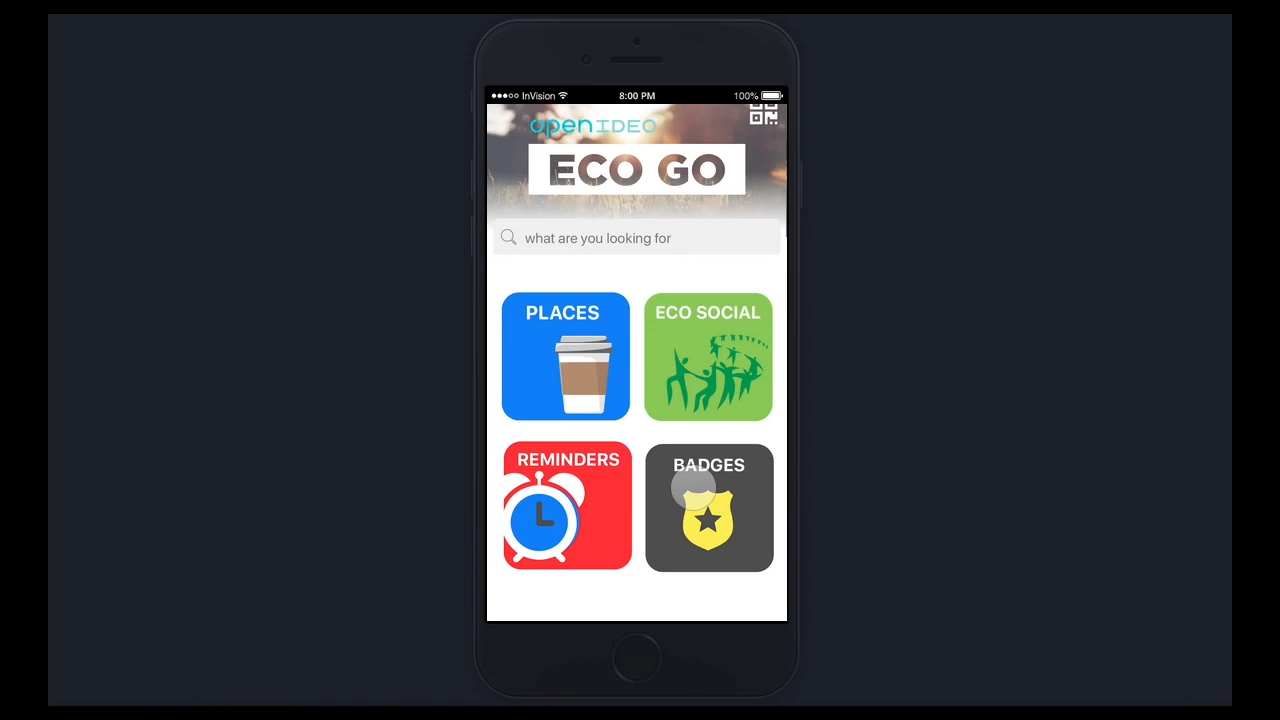 InVision 8:00 PM 100%
openIDEO
ECO GO
what are you looking for
PLACES
ECO SOCIAL
REMINDERS
BADGES